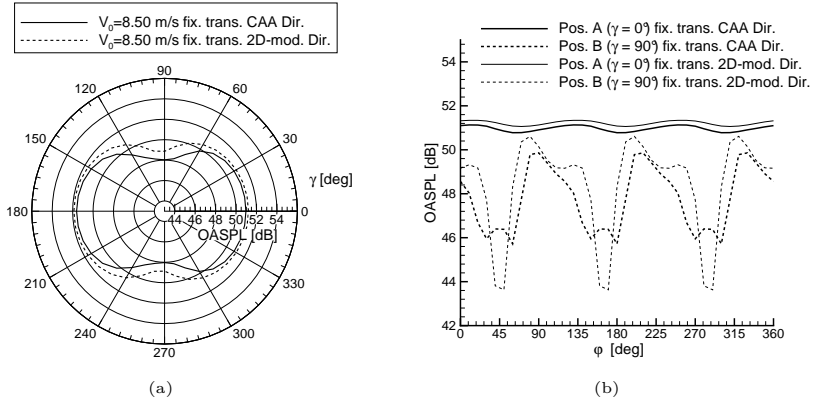 V₀=8.50 m/s fix. trans. CAA Dir.
V₀=8.50 m/s fix. trans. 2D-mod. Dir.
90
120
60
150
30
γ [deg]
180
44 46 48 50 52 54
0
OASPL [dB]
210
330
240
300
270
(a)
Pos. A (γ = 0°) fix. trans. CAA Dir.
Pos. B (γ = 90°) fix. trans. CAA Dir.
Pos. A (γ = 0°) fix. trans. 2D-mod. Dir.
Pos. B (γ = 90°) fix. trans. 2D-mod. Dir.
OASPL [dB]
54
52
50
48
46
44
42
0 45 90 135 180 225 270 315 360
φ [deg]
(b)